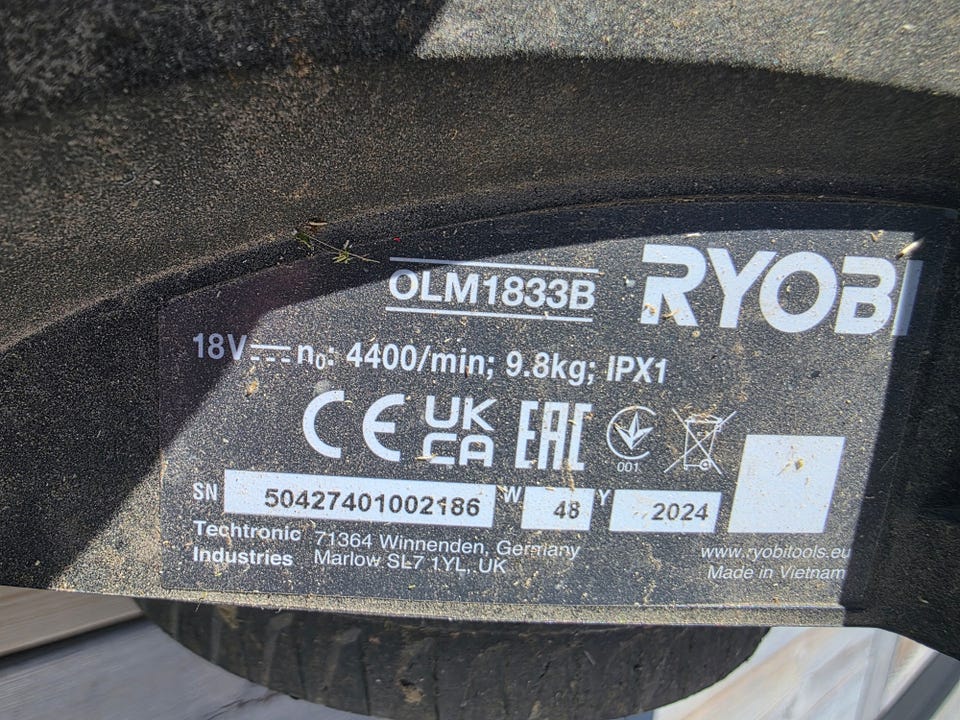 OLM1833B
RYOBI
18V n0: 4400/min; 9.8kg; IPX1
CE UK CA EAC
001
SN 50427401002186 W 48 Y 2024
Techtronic Industries
71364 Winnenden, Germany
Marlow SL7 1YL, UK
www.ryobitools.eu
Made in Vietnam